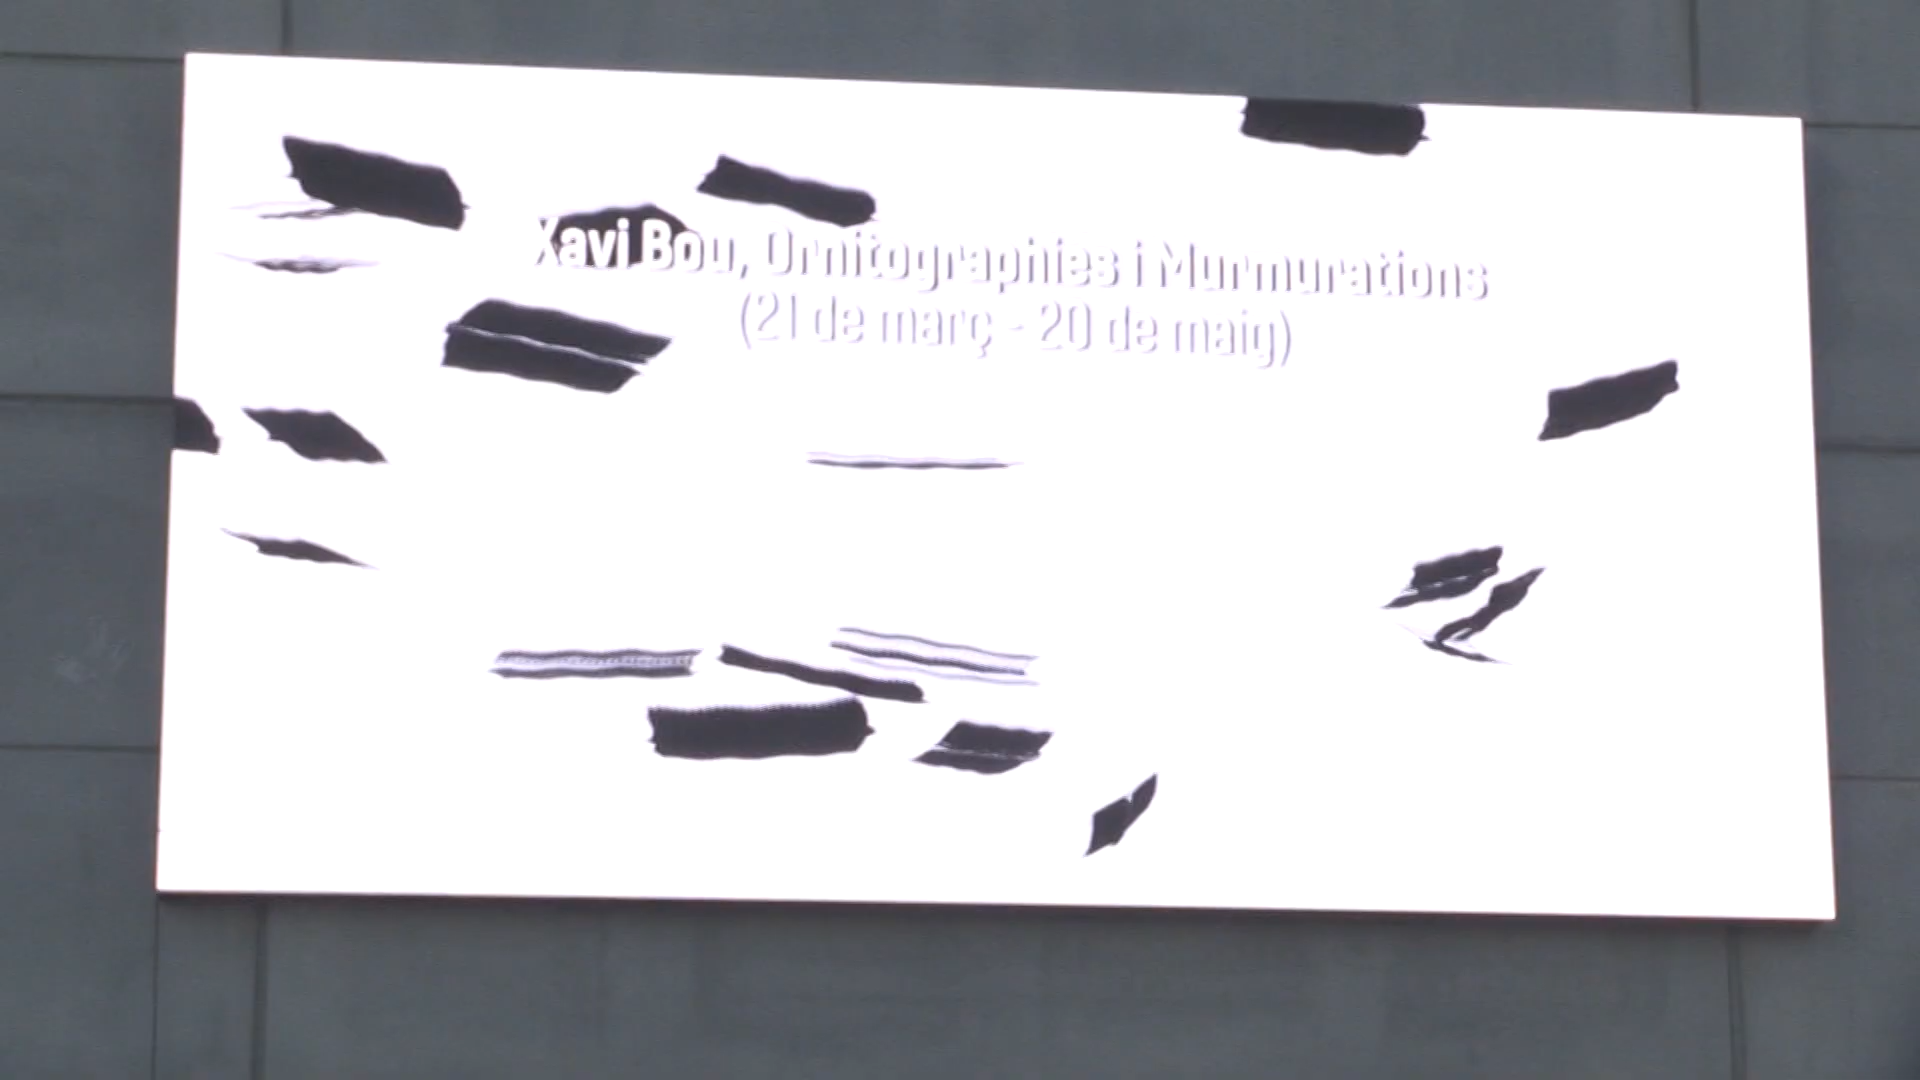 Xavi Bou, Ornitographies i Murmurations
(21 de març - 20 de maig)